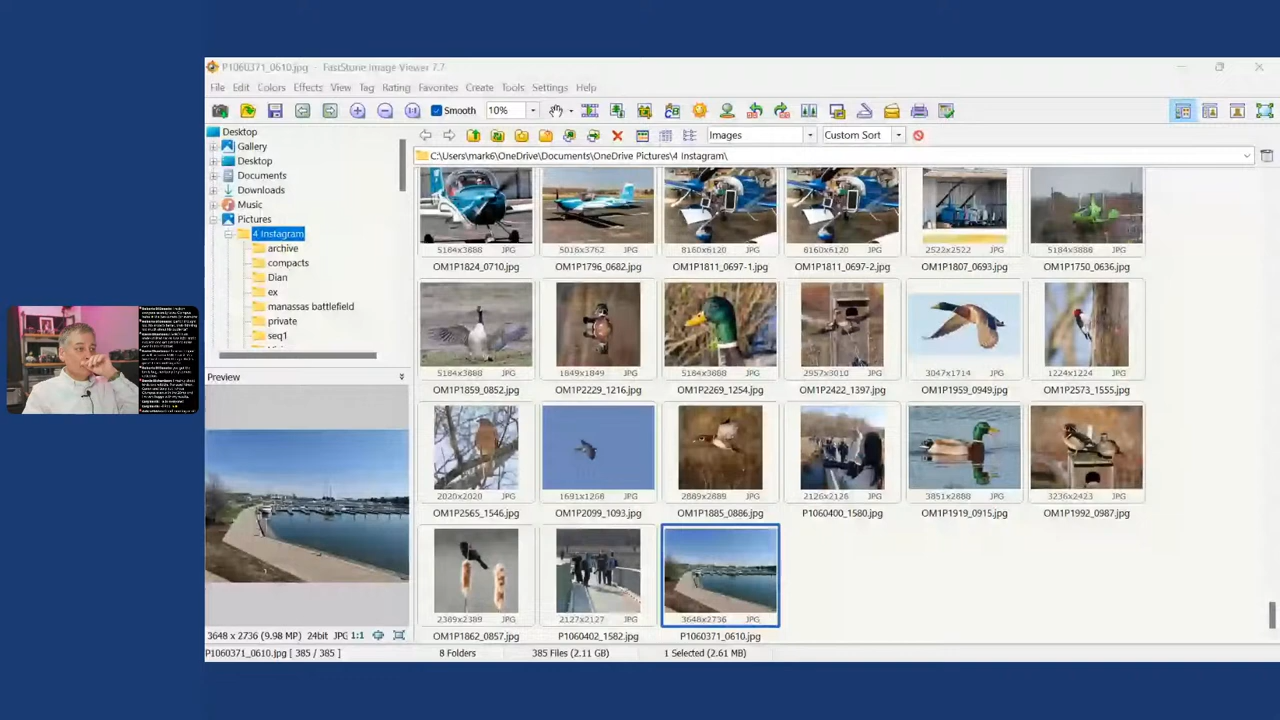 P1060371_0610.jpg - FastStone Image Viewer 7.7
File Edit Colors Effects View Tag Rating Favorites Create Tools Settings Help
Smooth 10%
Desktop
Gallery
Desktop
Documents
Downloads
Music
Pictures
4 Instagram
archive
compacts
Dian
ex
manassas battlefield
private
seq1
Images Custom Sort
C:\Users\mark6\OneDrive\Documents\OneDrive Pictures\4 Instagram\
5184x3888 JPG 5016x3762 JPG 8160x6120 JPG 8160x6120 JPG 2522x2522 JPG 5184x3888 JPG
OM1P1824_0710.jpg OM1P1796_0682.jpg OM1P1811_0697-1.jpg OM1P1811_0697-2.jpg OM1P1807_0693.jpg OM1P1750_0636.jpg
5184x3888 JPG 1849x1849 JPG 5184x3888 JPG 2957x3010 JPG 3047x1714 JPG 1224x1224 JPG
OM1P1859_0852.jpg OM1P2229_1216.jpg OM1P2269_1254.jpg OM1P2422_1397.jpg OM1P1959_0949.jpg OM1P2573_1555.jpg
2020x2020 JPG 1691x1268 JPG 2889x2889 JPG 2126x2126 JPG 3851x2888 JPG 3236x2423 JPG
OM1P2565_1546.jpg OM1P2099_1093.jpg OM1P1885_0886.jpg P1060400_1580.jpg OM1P1919_0915.jpg OM1P1992_0987.jpg
2389x2389 JPG 2127x2127 JPG 3648x2736 JPG
OM1P1862_0857.jpg P1060402_1582.jpg P1060371_0610.jpg
Preview
3648 x 2736 (9.98 MP) 24bit JPG 1:1
P1060371_0610.jpg [ 385 / 385 ] 8 Folders 385 Files (2.11 GB) 1 Selected (2.61 MB)